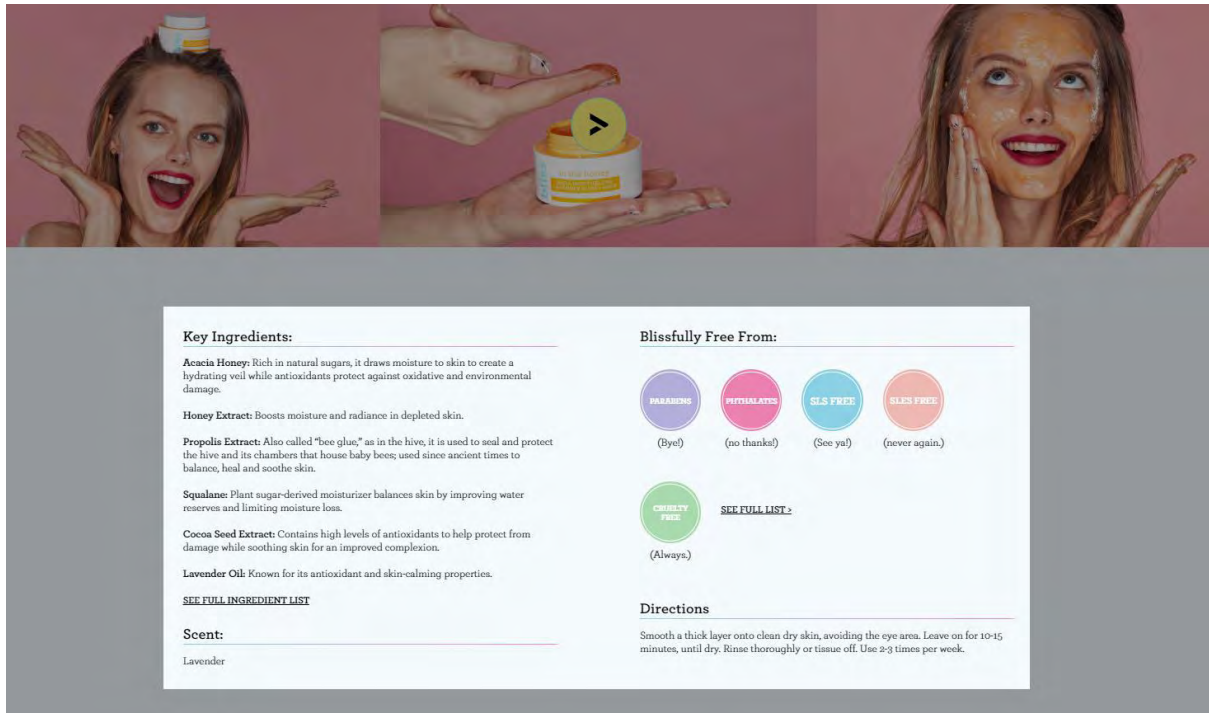 in the honey
Key Ingredients:
Acacia Honey: Rich in natural sugars, it draws moisture to skin to create a
hydrating veil while antioxidants protect against oxidative and environmental
damage.
Honey Extract: Boosts moisture and radiance in depleted skin.
Propolis Extract: Also called “bee glue,” as in the hive, it is used to seal and protect
the hive and its chambers that house baby bees; used since ancient times to
balance, heal and soothe skin.
Squalane: Plant sugar-derived moisturizer balances skin by improving water
reserves and limiting moisture loss.
Cocoa Seed Extract: Contains high levels of antioxidants to help protect from
damage while soothing skin for an improved complexion.
Lavender Oil: Known for its antioxidant and skin-calming properties.
SEE FULL INGREDIENT LIST
Scent:
Lavender
Blissfully Free From:
PARABENS
(Bye!)
PHTHALATES
(no thanks!)
SLS FREE
(See ya!)
SLES FREE
(never again.)
CRUELTY
FREE
(Always.)
SEE FULL LIST >
Directions
Smooth a thick layer onto clean dry skin, avoiding the eye area. Leave on for 10-15
minutes, until dry. Rinse thoroughly or tissue off. Use 2-3 times per week.